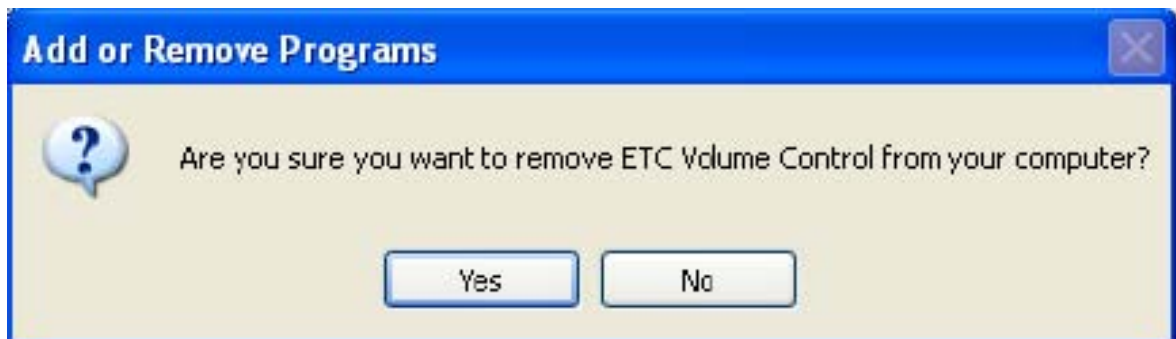 Add or Remove Programs
Are you sure you want to remove ETC Volume Control from your computer?
Yes
No